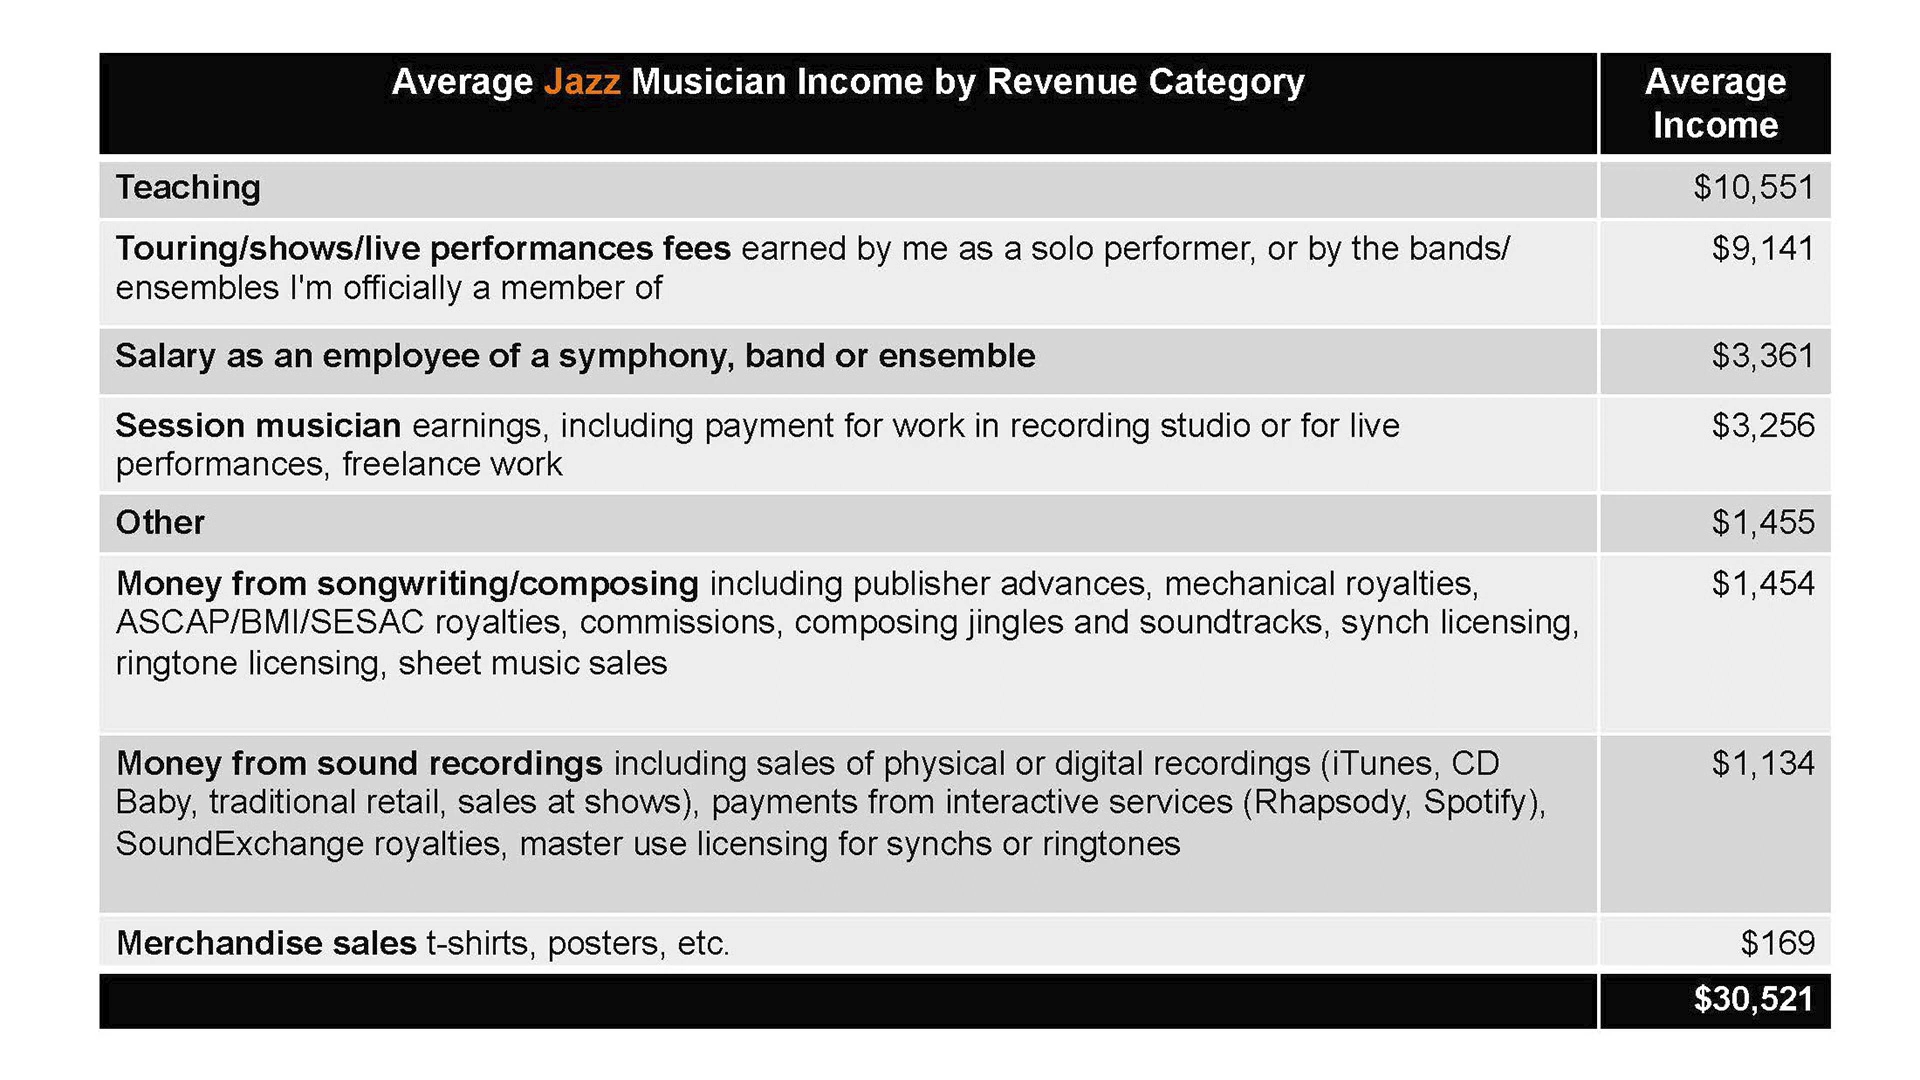 Average Jazz Musician Income by Revenue Category
Average
Income
Teaching
$10,551
Touring/shows/live performances fees earned by me as a solo performer, or by the bands/
ensembles I'm officially a member of
$9,141
Salary as an employee of a symphony, band or ensemble
$3,361
Session musician earnings, including payment for work in recording studio or for live
performances, freelance work
$3,256
Other
$1,455
Money from songwriting/composing including publisher advances, mechanical royalties,
ASCAP/BMI/SESAC royalties, commissions, composing jingles and soundtracks, synch licensing,
ringtone licensing, sheet music sales
$1,454
Money from sound recordings including sales of physical or digital recordings (iTunes, CD
Baby, traditional retail, sales at shows), payments from interactive services (Rhapsody, Spotify),
SoundExchange royalties, master use licensing for synchs or ringtones
$1,134
Merchandise sales t-shirts, posters, etc.
$169
$30,521